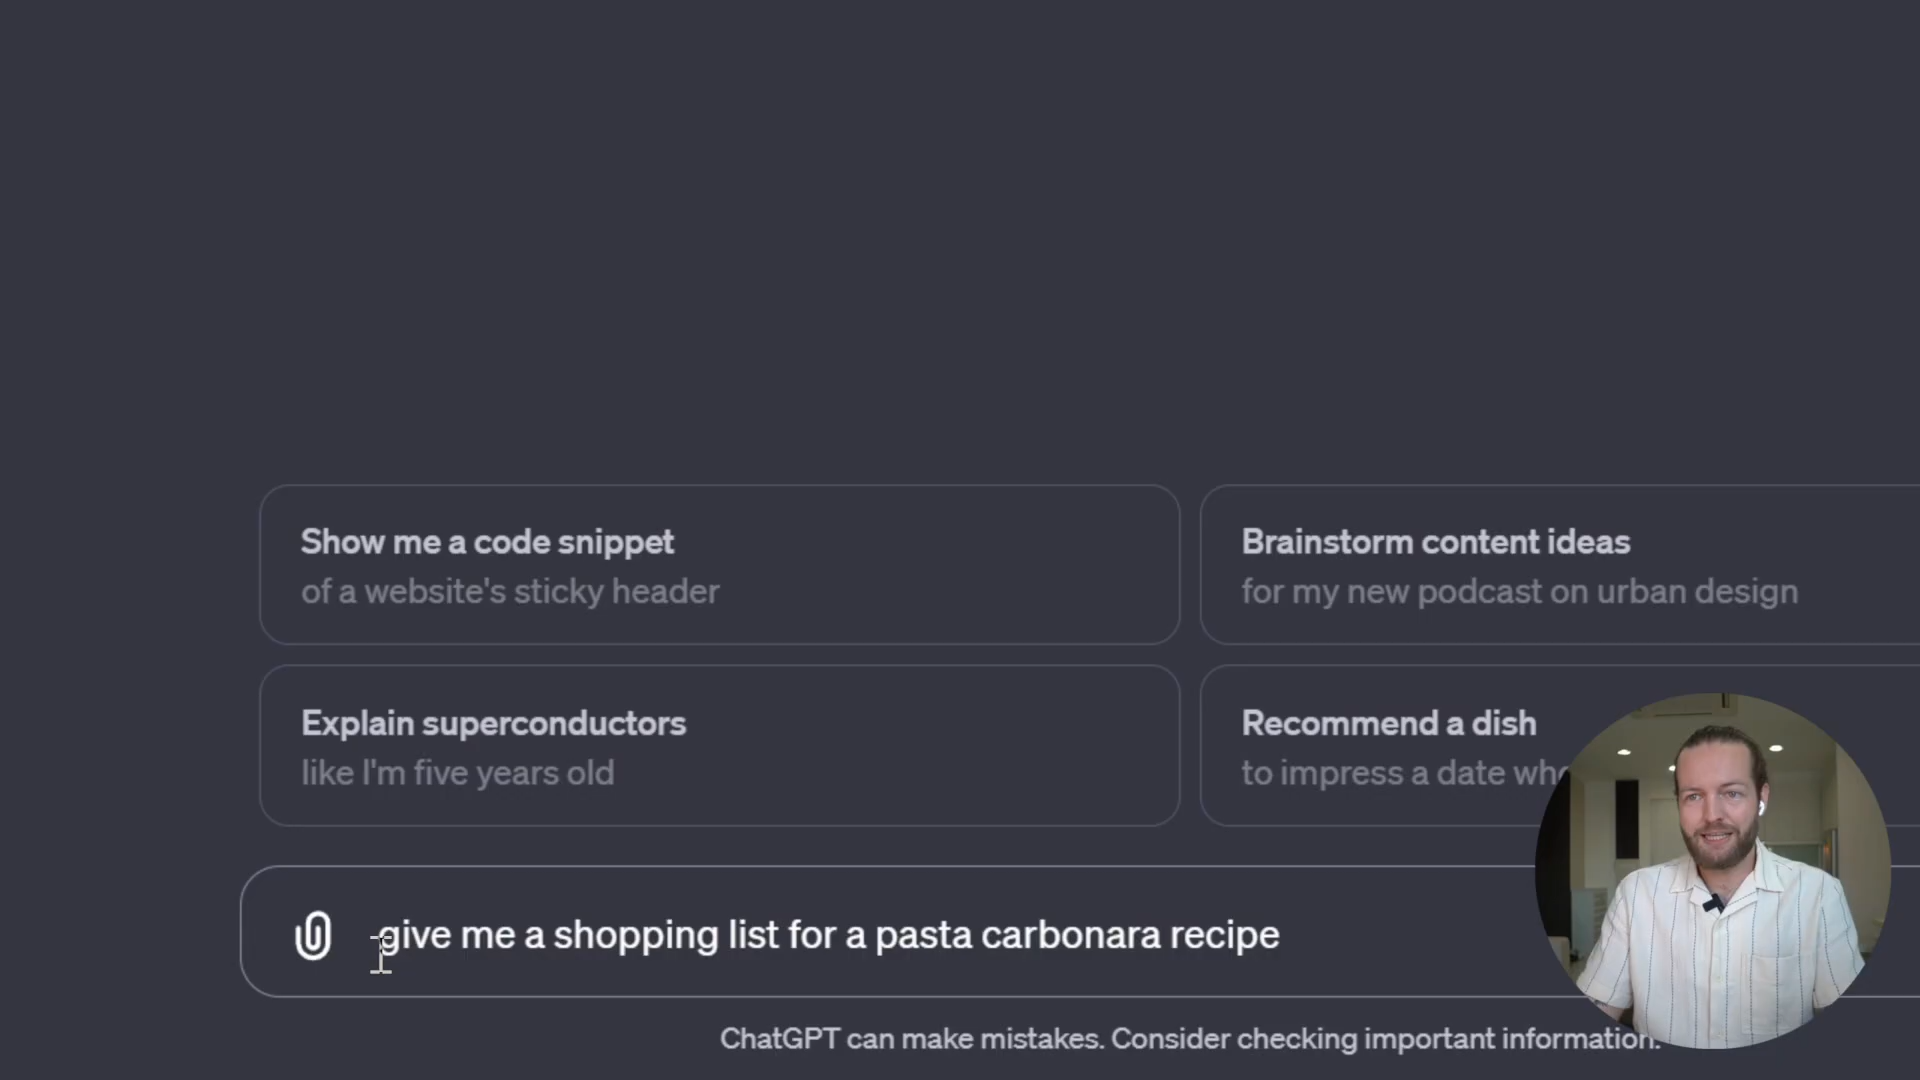 Show me a code snippet
of a website's sticky header
Brainstorm content ideas
for my new podcast on urban design
Explain superconductors
like I'm five years old
Recommend a dish
to impress a date
give me a shopping list for a pasta carbonara recipe
ChatGPT can make mistakes. Consider checking important information.